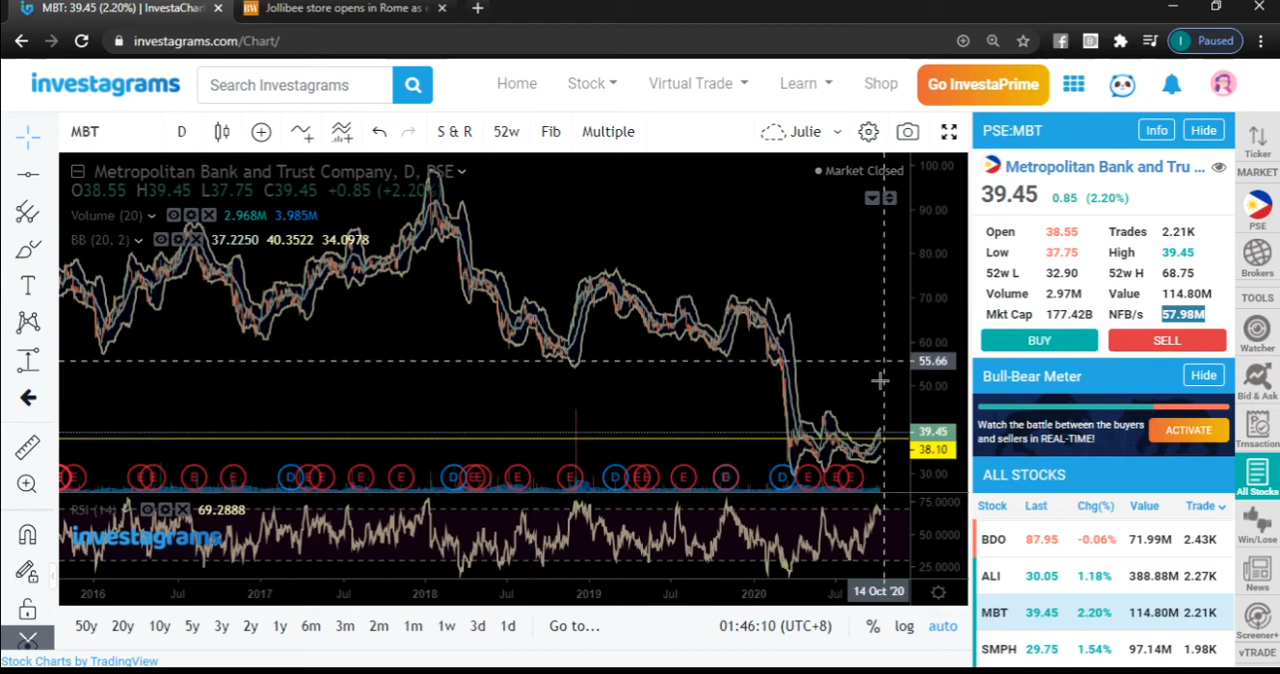 MBT: 39.45 (2.20%) | InvestaChar
Jollibee store opens in Rome as
investagrams.com/Chart/
Paused
investagrams
Search Investagrams
Home
Stock
Virtual Trade
Learn
Shop
Go InvestaPrime
MBT
D
S & R
52w
Fib
Multiple
Julie
PSE:MBT
Info
Hide
Metropolitan Bank and Trust Company, D, PSE
O38.55 H39.45 L37.75 C39.45 +0.85 (+2.20%)
Volume (20) 2.968M 3.985M
BB (20, 2) 37.2250 40.3522 34.0978
Market Closed
100.00
90.00
80.00
70.00
60.00
55.66
50.00
39.45
38.10
30.00
RSI (14) 69.2888
investagrams
75.0000
50.0000
25.0000
2016 Jul 2017 Jul 2018 Jul 2019 Jul 2020 Jul 14 Oct '20
50y 20y 10y 5y 3y 2y 1y 6m 3m 2m 1m 1w 3d 1d Go to... 01:46:10 (UTC+8) % log auto
Stock Charts by TradingView
Metropolitan Bank and Tru ...
39.45 0.85 (2.20%)
Open 38.55 Trades 2.21K
Low 37.75 High 39.45
52w L 32.90 52w H 68.75
Volume 2.97M Value 114.80M
Mkt Cap 177.42B NFB/s 57.98M
BUY SELL
Bull-Bear Meter Hide
Watch the battle between the buyers
and sellers in REAL-TIME!
ACTIVATE
ALL STOCKS
Stock Last Chg(%) Value Trade
BDO 87.95 -0.06% 71.99M 2.43K
ALI 30.05 1.18% 388.88M 2.27K
MBT 39.45 2.20% 114.80M 2.21K
SMPH 29.75 1.54% 97.14M 1.98K
Ticker
MARKET
PSE
Brokers
TOOLS
Watcher
Bid & Ask
Trnsaction
All Stocks
Win/Lose
News
Screener+
vTRADE